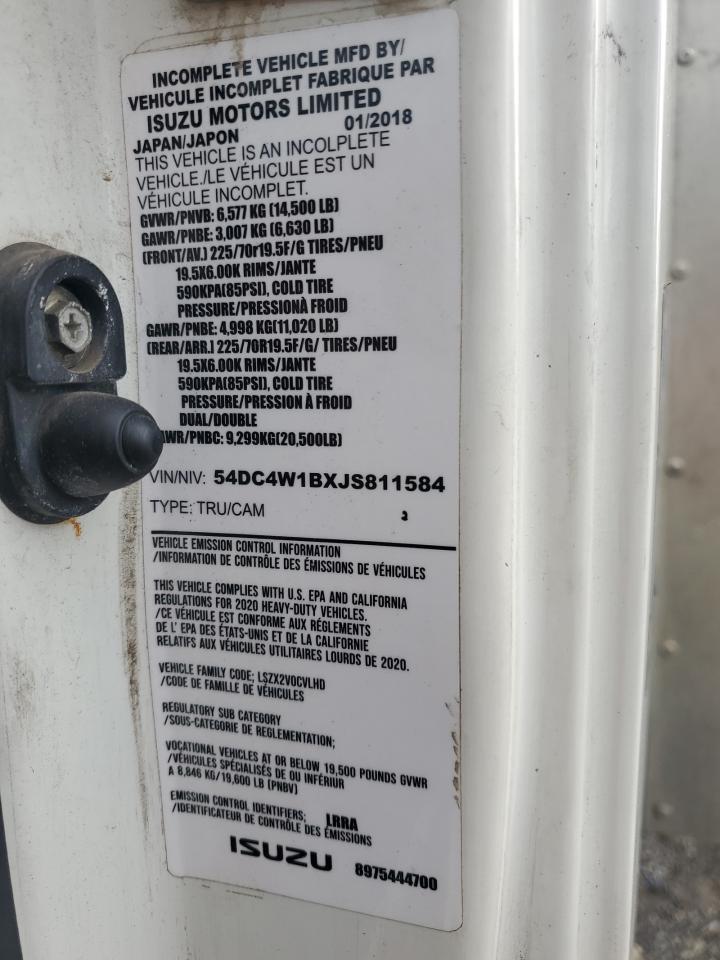 INCOMPLETE VEHICLE MFD BY/
VEHICULE INCOMPLET FABRIQUE PAR
ISUZU MOTORS LIMITED
JAPAN/JAPON 01/2018
THIS VEHICLE IS AN INCOLPLETE
VEHICLE./LE VÉHICULE EST UN
VÉHICULE INCOMPLET.
GVWR/PNVB: 6,577 KG (14,500 LB)
GAWR/PNBE: 3,007 KG (6,630 LB)
(FRONT/AV.) 225/70r19.5F/G TIRES/PNEU
19.5X6.00K RIMS/JANTE
590KPA(85PSI), COLD TIRE
PRESSURE/PRESSIONÀ FROID
GAWR/PNBE: 4,998 KG(11,020 LB)
(REAR/ARR.) 225/70R19.5F/G/ TIRES/PNEU
19.5X6.00K RIMS/JANTE
590KPA(85PSI), COLD TIRE
PRESSURE/PRESSION À FROID
DUAL/DOUBLE
AWR/PNBC: 9,299KG(20,500LB)
VIN/NIV: 54DC4W1BXJS811584
TYPE: TRU/CAM
VEHICLE EMISSION CONTROL INFORMATION
/INFORMATION DE CONTRÔLE DES ÉMISSIONS DE VÉHICULES
THIS VEHICLE COMPLIES WITH U.S. EPA AND CALIFORNIA
REGULATIONS FOR 2020 HEAVY-DUTY VEHICLES.
/CE VÉHICULE EST CONFORME AUX RÉGLEMENTS
DE L' EPA DES ÉTATS-UNIS ET DE LA CALIFORNIE
RELATIFS AUX VÉHICULES UTILITAIRES LOURDS DE 2020.
VEHICLE FAMILY CODE; LSZX2VOCVLHD
/CODE DE FAMILLE DE VÉHICULES
REGULATORY SUB CATEGORY
/SOUS-CATEGORIE DE REGLEMENTATION;
VOCATIONAL VEHICLES AT OR BELOW 19,500 POUNDS GVWR
/VÉHICULES SPÉCIALISÉS DE OU INFÉRIUR
A 8,846 KG/19,600 LB (PNBV)
EMISSION CONTROL IDENTIFIERS; LRRA
/IDENTIFICATEUR DE CONTRÔLE DES ÉMISSIONS
ISUZU 8975444700